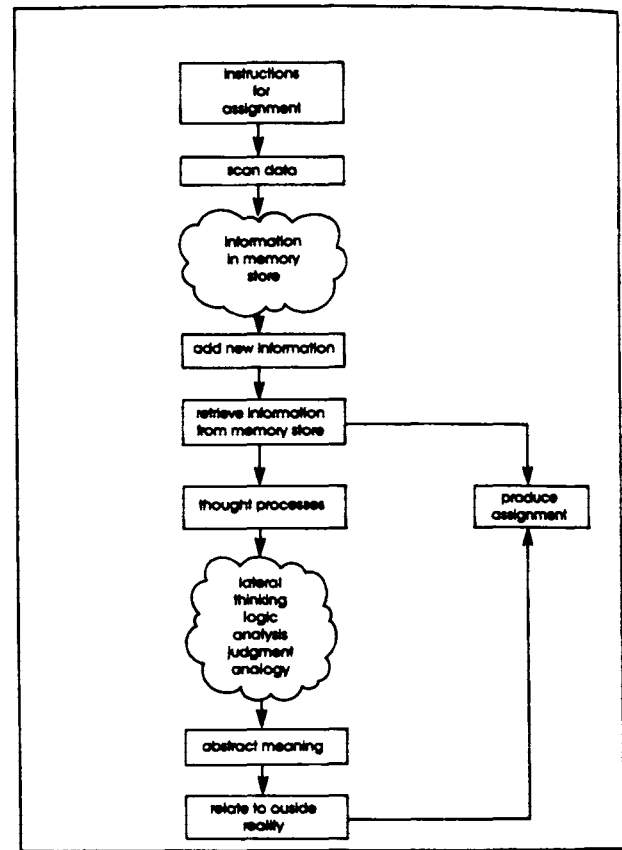 instructions
for
assignment
scan data
information
in memory
store
add new information
retrieve information
from memory store
thought processes
produce
assignment
lateral
thinking
logic
analysis
judgment
analogy
abstract meaning
relate to ouside
reality